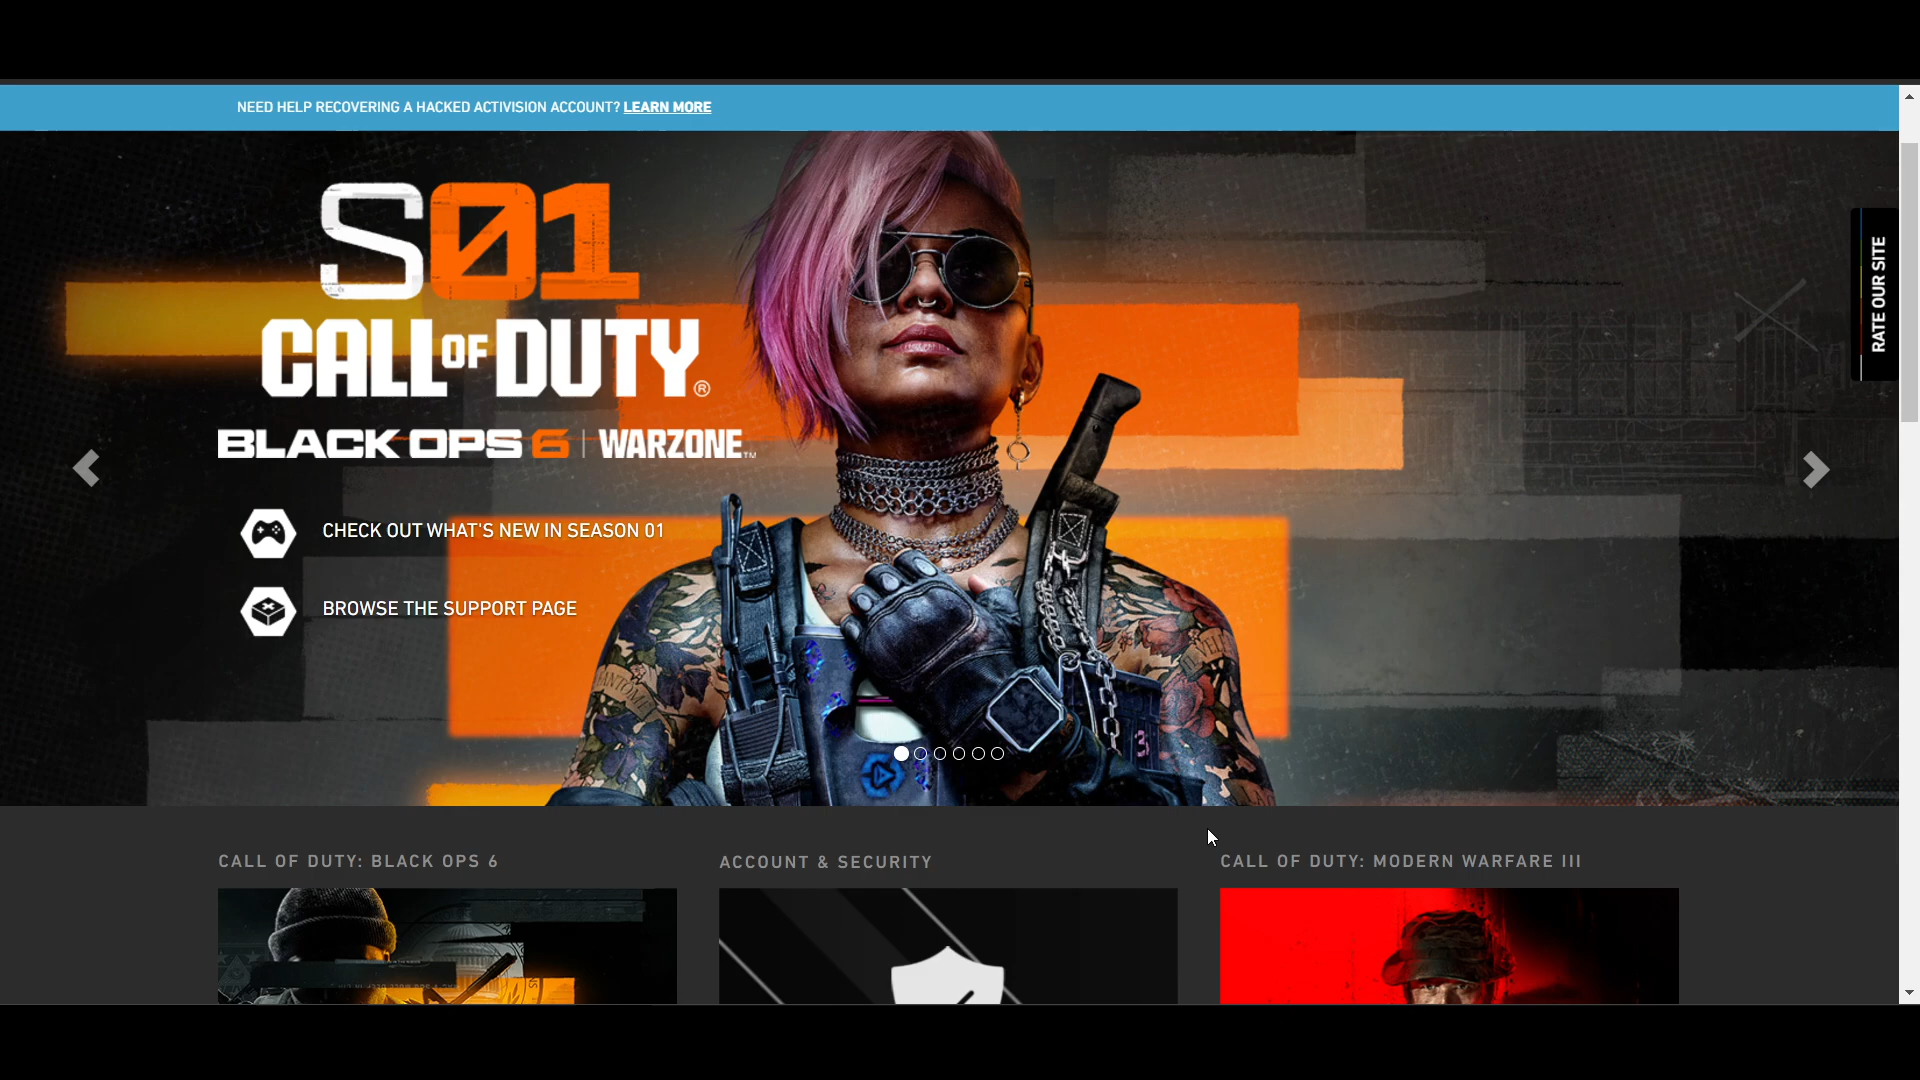 NEED HELP RECOVERING A HACKED ACTIVISION ACCOUNT? LEARN MORE
S01
CALL OF DUTY®
BLACK OPS 6 | WARZONE™
CHECK OUT WHAT'S NEW IN SEASON 01
BROWSE THE SUPPORT PAGE
RATE OUR SITE
3
CALL OF DUTY: BLACK OPS 6
ACCOUNT & SECURITY
CALL OF DUTY: MODERN WARFARE III